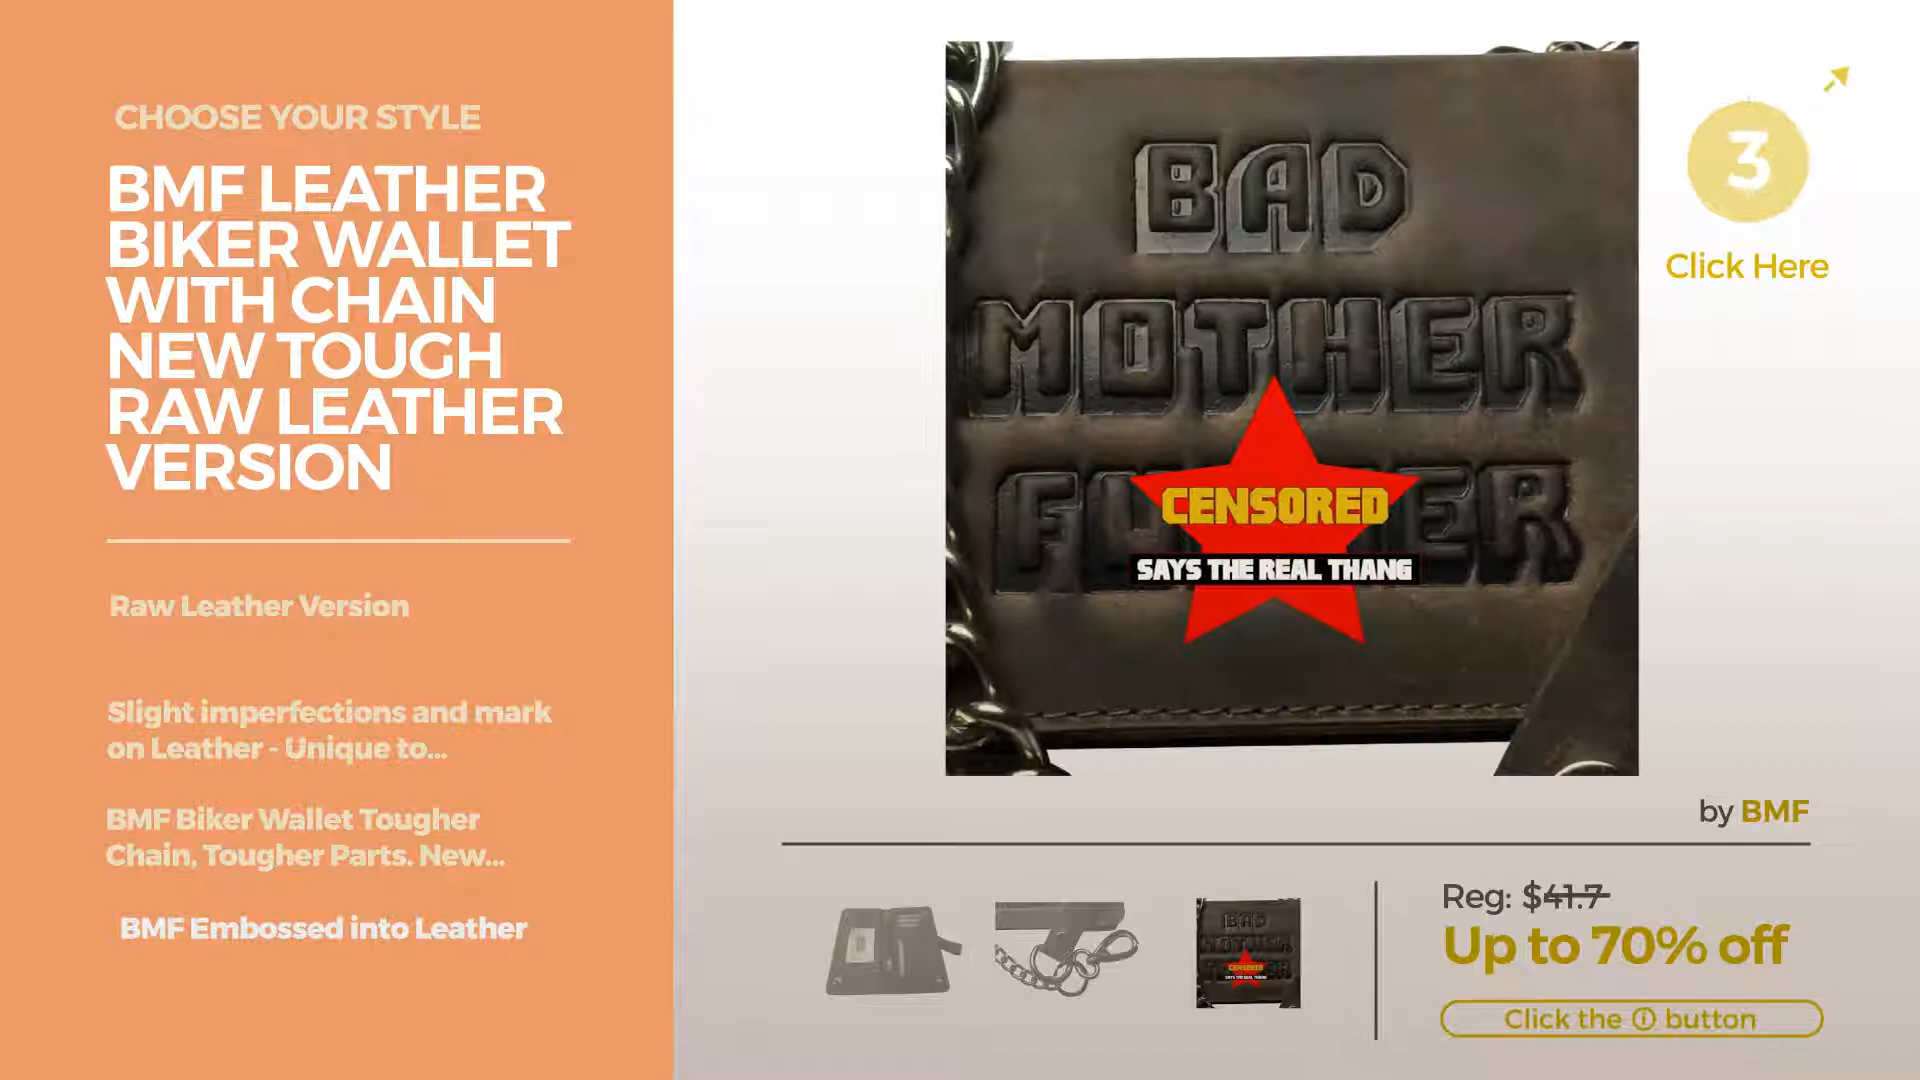 CHOOSE YOUR STYLE
BMF LEATHER
BIKER WALLET
WITH CHAIN
NEW TOUGH
RAW LEATHER
VERSION
Raw Leather Version
Slight imperfections and mark
on Leather - Unique to...
BMF Biker Wallet Tougher
Chain, Tougher Parts. New...
BMF Embossed into Leather
BAD
MOTHER
CENSORED
SAYS THE REAL THANG
3
Click Here
by BMF
BAD
CENSORED
Reg: $41.7
Up to 70% off
Click the ⓘ button